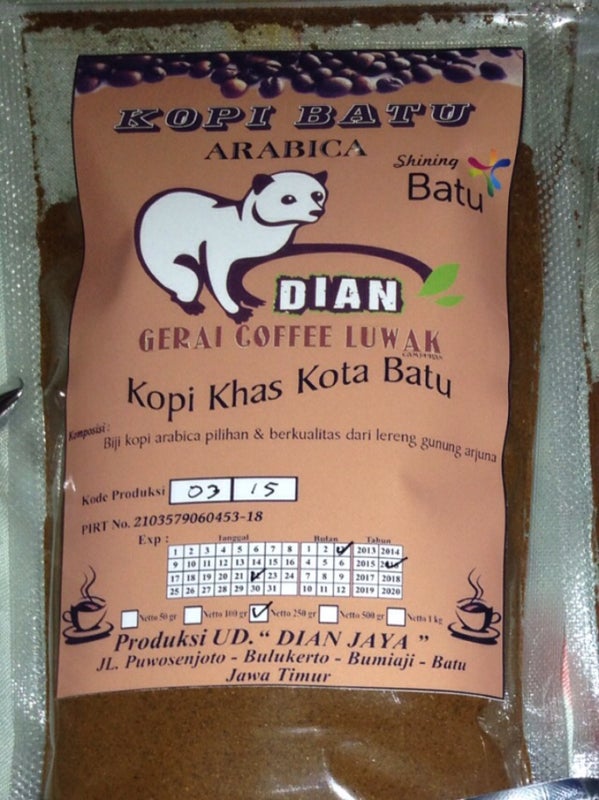 KOPI BATU
ARABICA
Shining
Batu
DIAN
GERAI COFFEE LUWAK
Kopi Khas Kota Batu
Komposisi :
Biji kopi arabica pilihan & berkualitas dari lereng gunung arjuna
Kode Produksi 03 15
PIRT No. 2103579060453-18
Exp : Tanggal Bulan Tahun
1 2 3 4 5 6 7 8 1 2 2013 2014
9 10 11 12 13 14 15 16 4 5 6 2015
17 18 19 20 21 23 24 7 8 9 2017 2018
25 26 27 28 29 30 31 10 11 12 2019 2020
Netto 50 gr Netto 100 gr Netto 250 gr Netto 500 gr Netto 1 kg
Produksi UD. " DIAN JAYA "
JL. Puwosenjoto - Bulukerto - Bumiaji - Batu
Jawa Timur